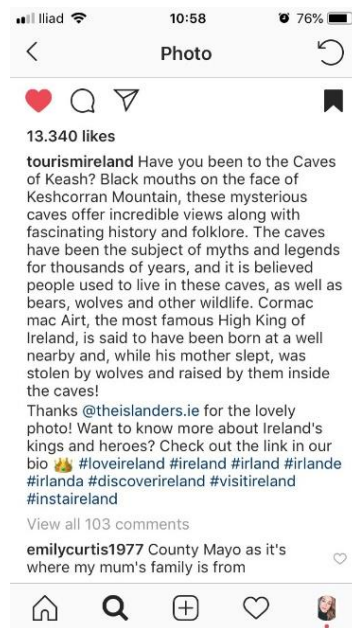 Iliad 10:58 76%
Photo
13.340 likes
tourismireland Have you been to the Caves
of Keash? Black mouths on the face of
Keshcorran Mountain, these mysterious
caves offer incredible views along with
fascinating history and folklore. The caves
have been the subject of myths and legends
for thousands of years, and it is believed
people used to live in these caves, as well as
bears, wolves and other wildlife. Cormac
mac Airt, the most famous High King of
Ireland, is said to have been born at a well
nearby and, while his mother slept, was
stolen by wolves and raised by them inside
the caves!
Thanks @theislanders.ie for the lovely
photo! Want to know more about Ireland's
kings and heroes? Check out the link in our
bio 👑 #loveireland #ireland #irland #irlande
#irlanda #discoverireland #visitireland
#instaireland
View all 103 comments
emilycurtis1977 County Mayo as it's
where my mum's family is from